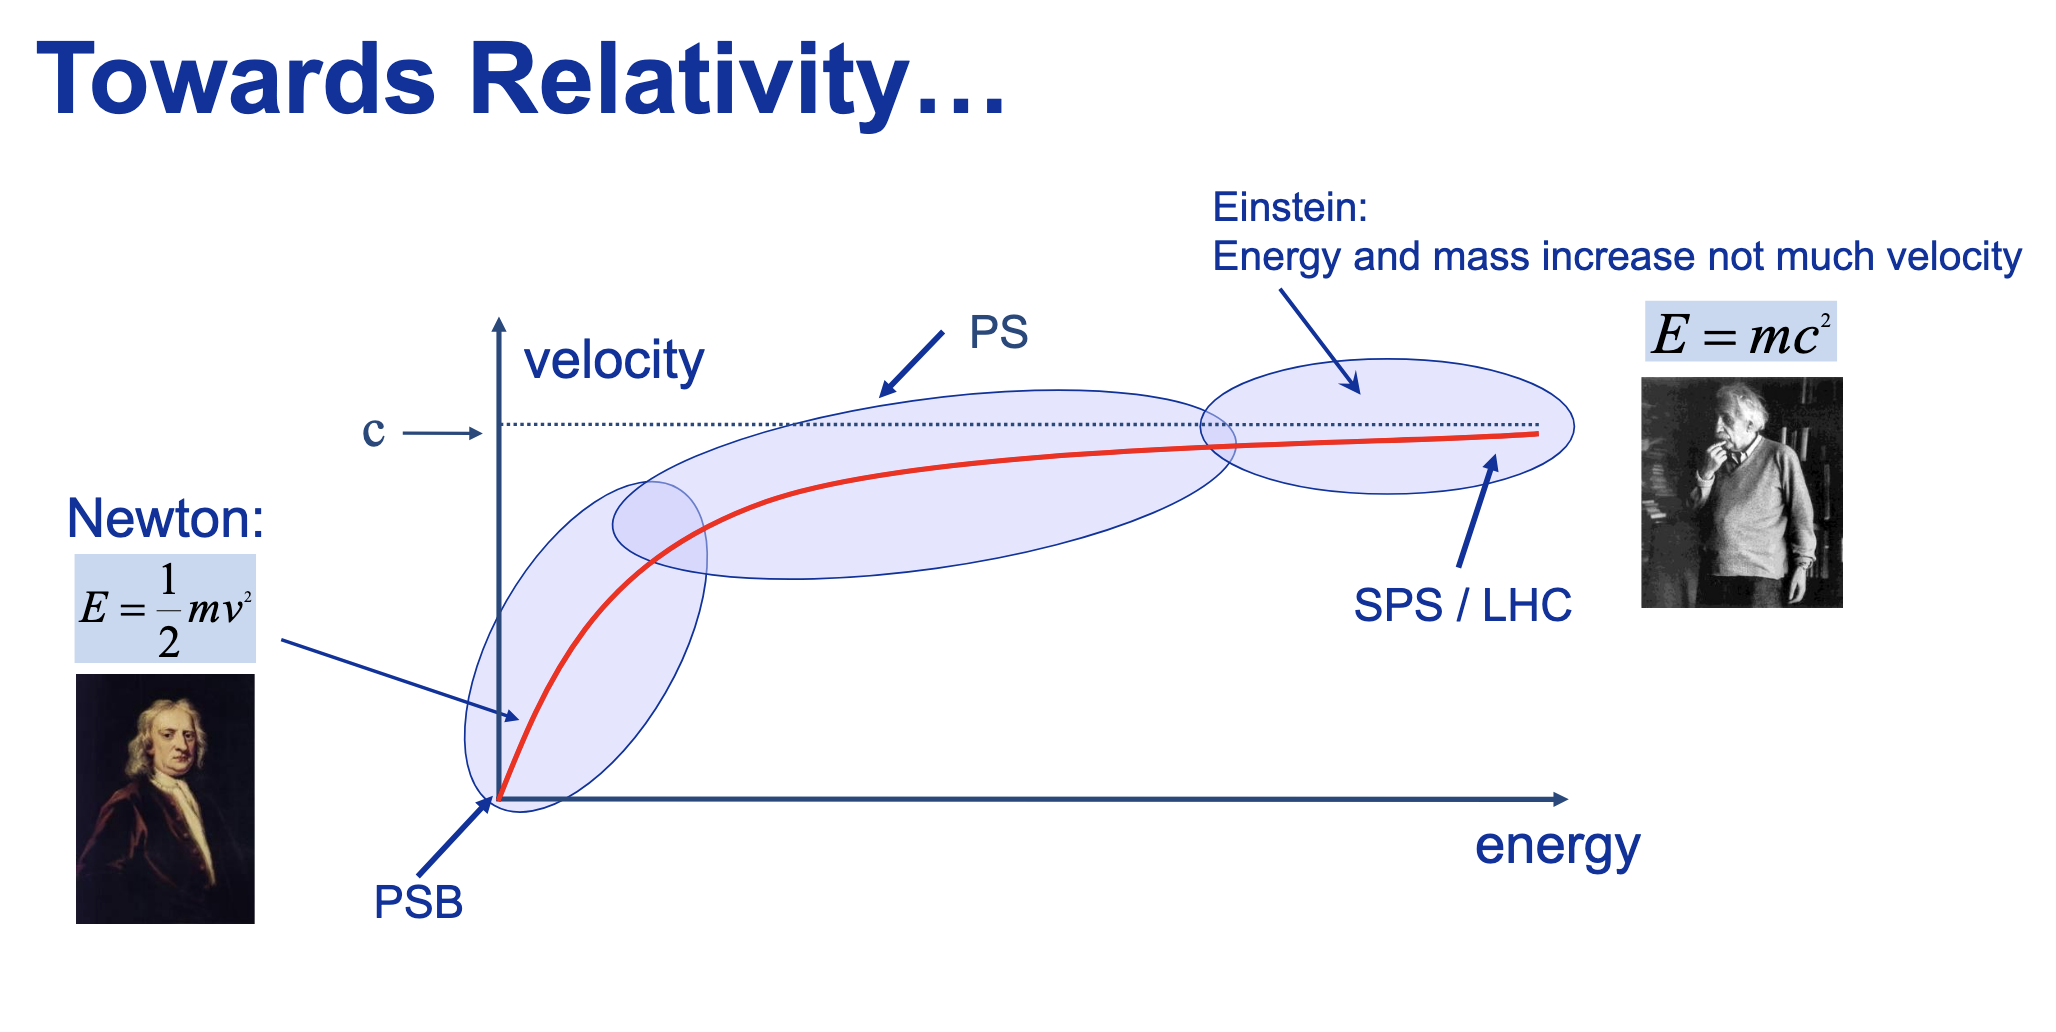 Towards Relativity…
Einstein:
Energy and mass increase not much velocity
E = mc²
PS
velocity
c
Newton:
E = 1/2 mv²
SPS / LHC
energy
PSB